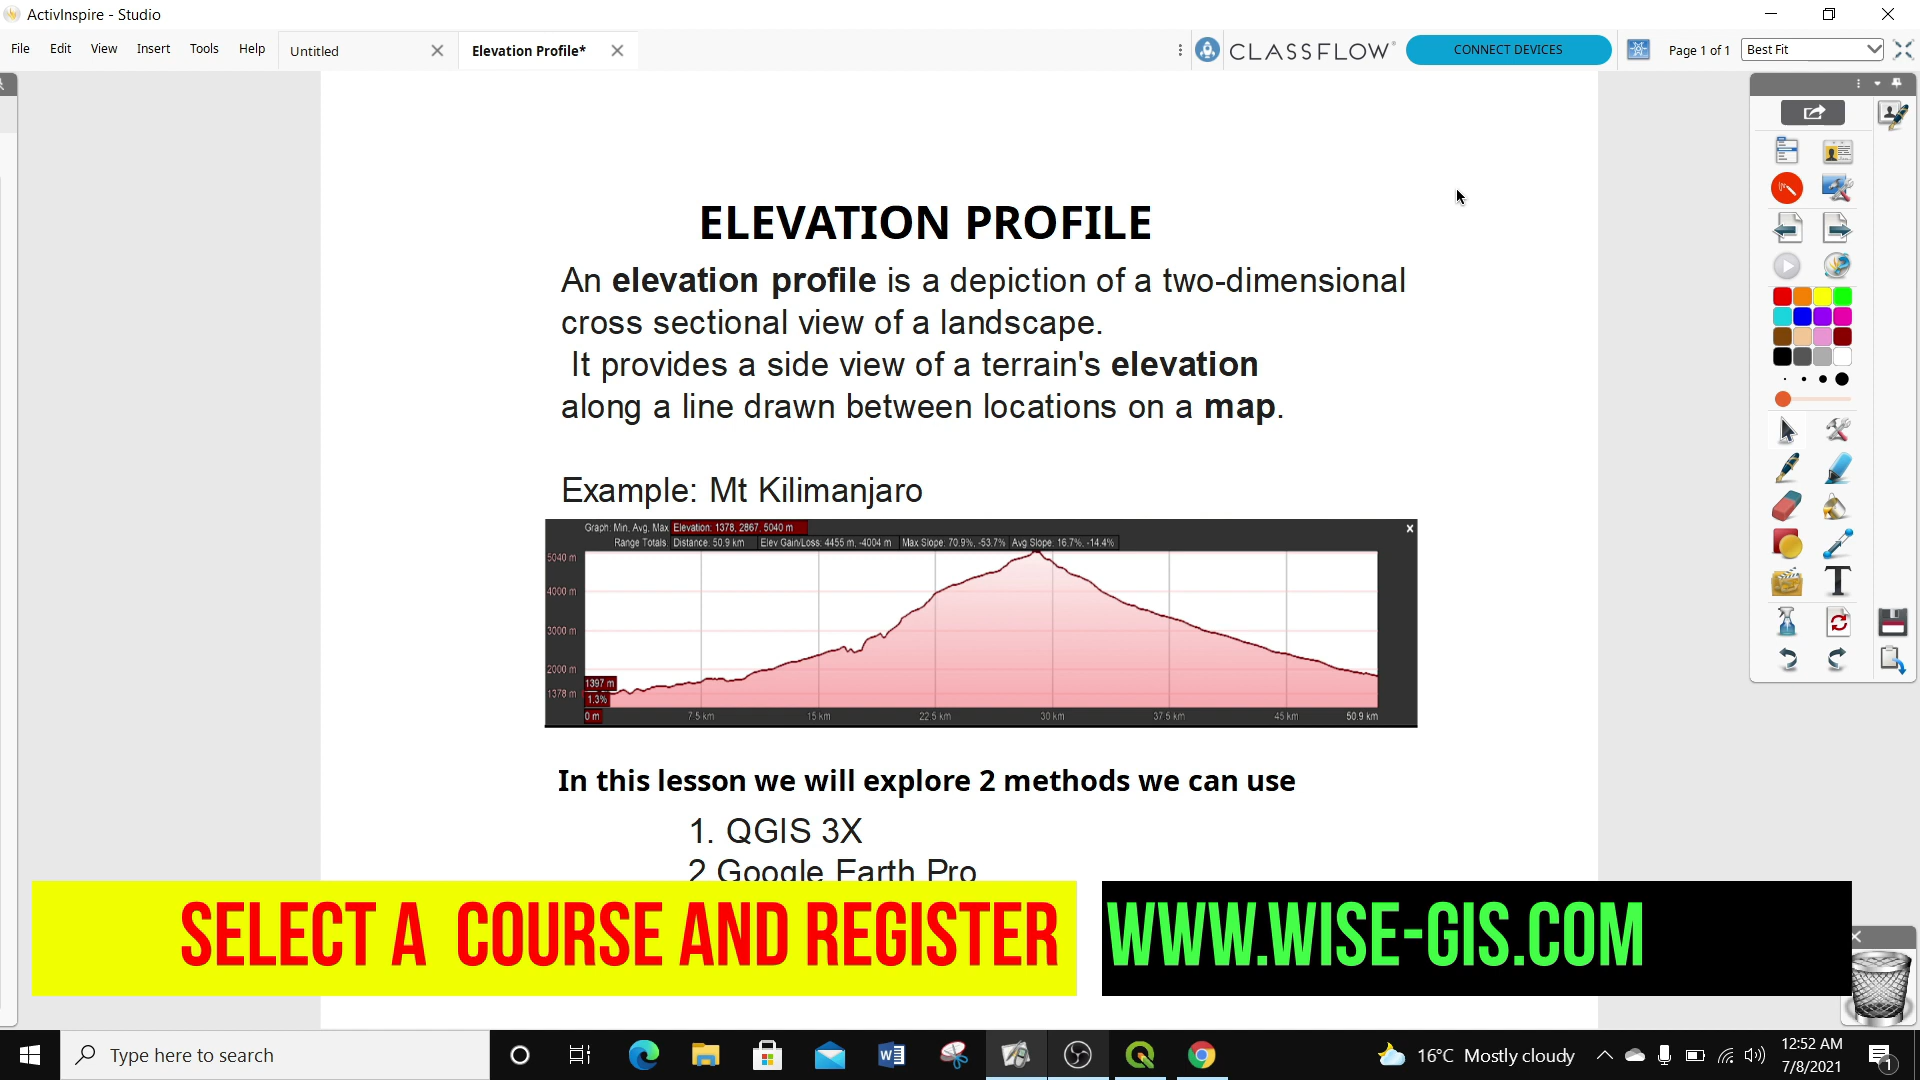 ActivInspire - Studio
File Edit View Insert Tools Help Untitled Elevation Profile* CLASSFLOW CONNECT DEVICES Page 1 of 1 Best Fit
ELEVATION PROFILE
An elevation profile is a depiction of a two-dimensional
cross sectional view of a landscape.
It provides a side view of a terrain's elevation
along a line drawn between locations on a map.
Example: Mt Kilimanjaro
Graph: Min, Avg, Max Elevation: 1378, 2867, 5040 m
Range Totals: Distance: 50.9 km Elev Gain/Loss: 4455 m, -4004 m Max Slope: 70.9%, -53.7% Avg Slope: 16.7%, -14.4%
5040 m
4000 m
3000 m
2000 m
1397 m
1378 m
1.3%
0 m 7.5 km 15 km 22.5 km 30 km 37.5 km 45 km 50.9 km
In this lesson we will explore 2 methods we can use
1. QGIS 3X
2 Google Earth Pro
SELECT A COURSE AND REGISTER WWW.WISE-GIS.COM
Type here to search 16°C Mostly cloudy 12:52 AM
7/8/2021
1